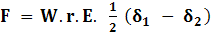 F = W. r. E. 1/2 (δ₁ − δ₂)